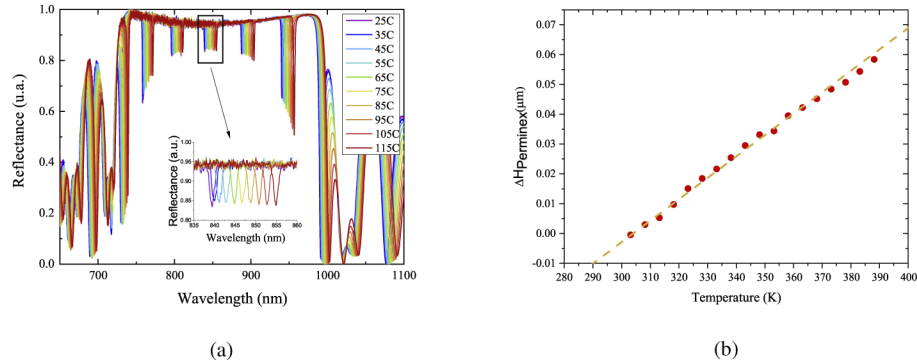 (a)
1.0
0.8
0.6
0.4
0.2
0.0
Reflectance (u.a.)
700
800
900
1000
1100
Wavelength (nm)
25C
35C
45C
55C
65C
75C
85C
95C
105C
115C
1.00
0.95
0.90
0.85
0.80
Reflectance (a.u.)
835 840 845 850 855 860
Wavelength (nm)
(a)
(b)
0.07
0.06
0.05
0.04
0.03
0.02
0.01
0.00
-0.01
ΔHPerminex(μm)
280 290 300 310 320 330 340 350 360 370 380 390 400
Temperature (K)
(b)